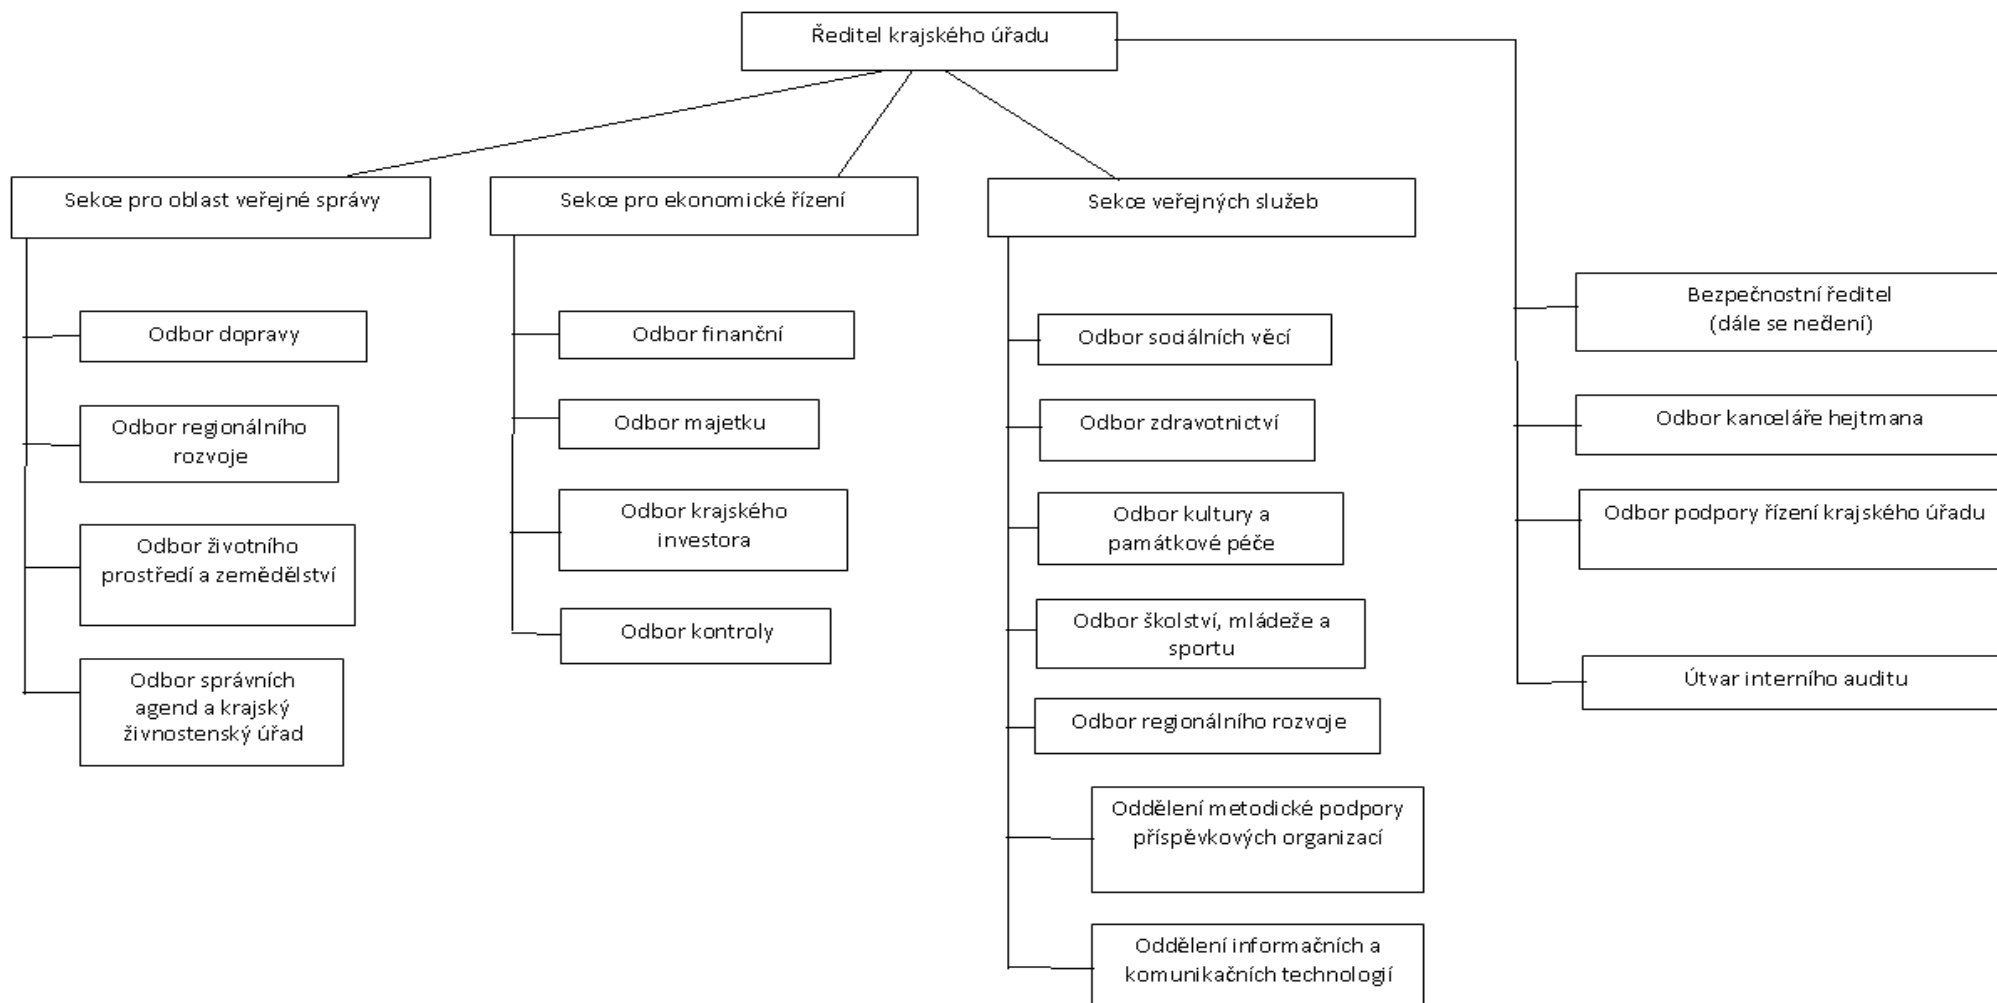 Ředitel krajského úřadu
Sekce pro oblast veřejné správy
Odbor dopravy
Odbor regionálního
rozvoje
Odbor životního
prostředí a zemědělství
Odbor správních
agend a krajský
živnostenský úřad
Sekce pro ekonomické řízení
Odbor finanční
Odbor majetku
Odbor krajského
investora
Odbor kontroly
Sekce veřejných služeb
Odbor sociálních věcí
Odbor zdravotnictví
Odbor kultury a
památkové péče
Odbor školství, mládeže a
sportu
Odbor regionálního rozvoje
Oddělení metodické podpory
příspěvkových organizací
Oddělení informačních a
komunikačních technologií
Bezpečnostní ředitel
(dále se nečlení)
Odbor kanceláře hejtmana
Odbor podpory řízení krajského úřadu
Útvar interního auditu